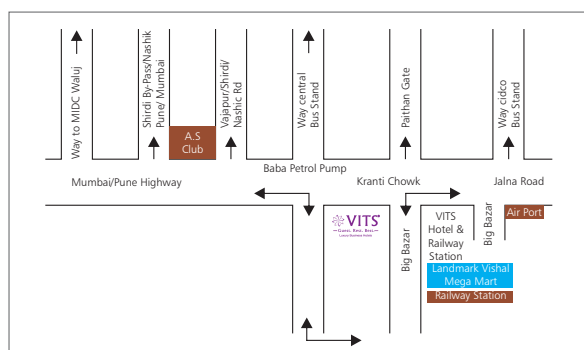 Way to MIDC Waluj
Shirdi By-Pass/Nashik
Pune/ Mumbai
A.S
Club
Vajapur/Shirdi/
Nashic Rd
Way central
Bus Stand
Paithan Gate
Way cidco
Bus Stand
Baba Petrol Pump
Mumbai/Pune Highway
Kranti Chowk
Jalna Road
VITS
Guest. Rest. Best.
Luxury Business Hotels
Big Bazar
VITS
Hotel &
Railway
Station
Big Bazar
Air Port
Landmark Vishal
Mega Mart
Railway Station